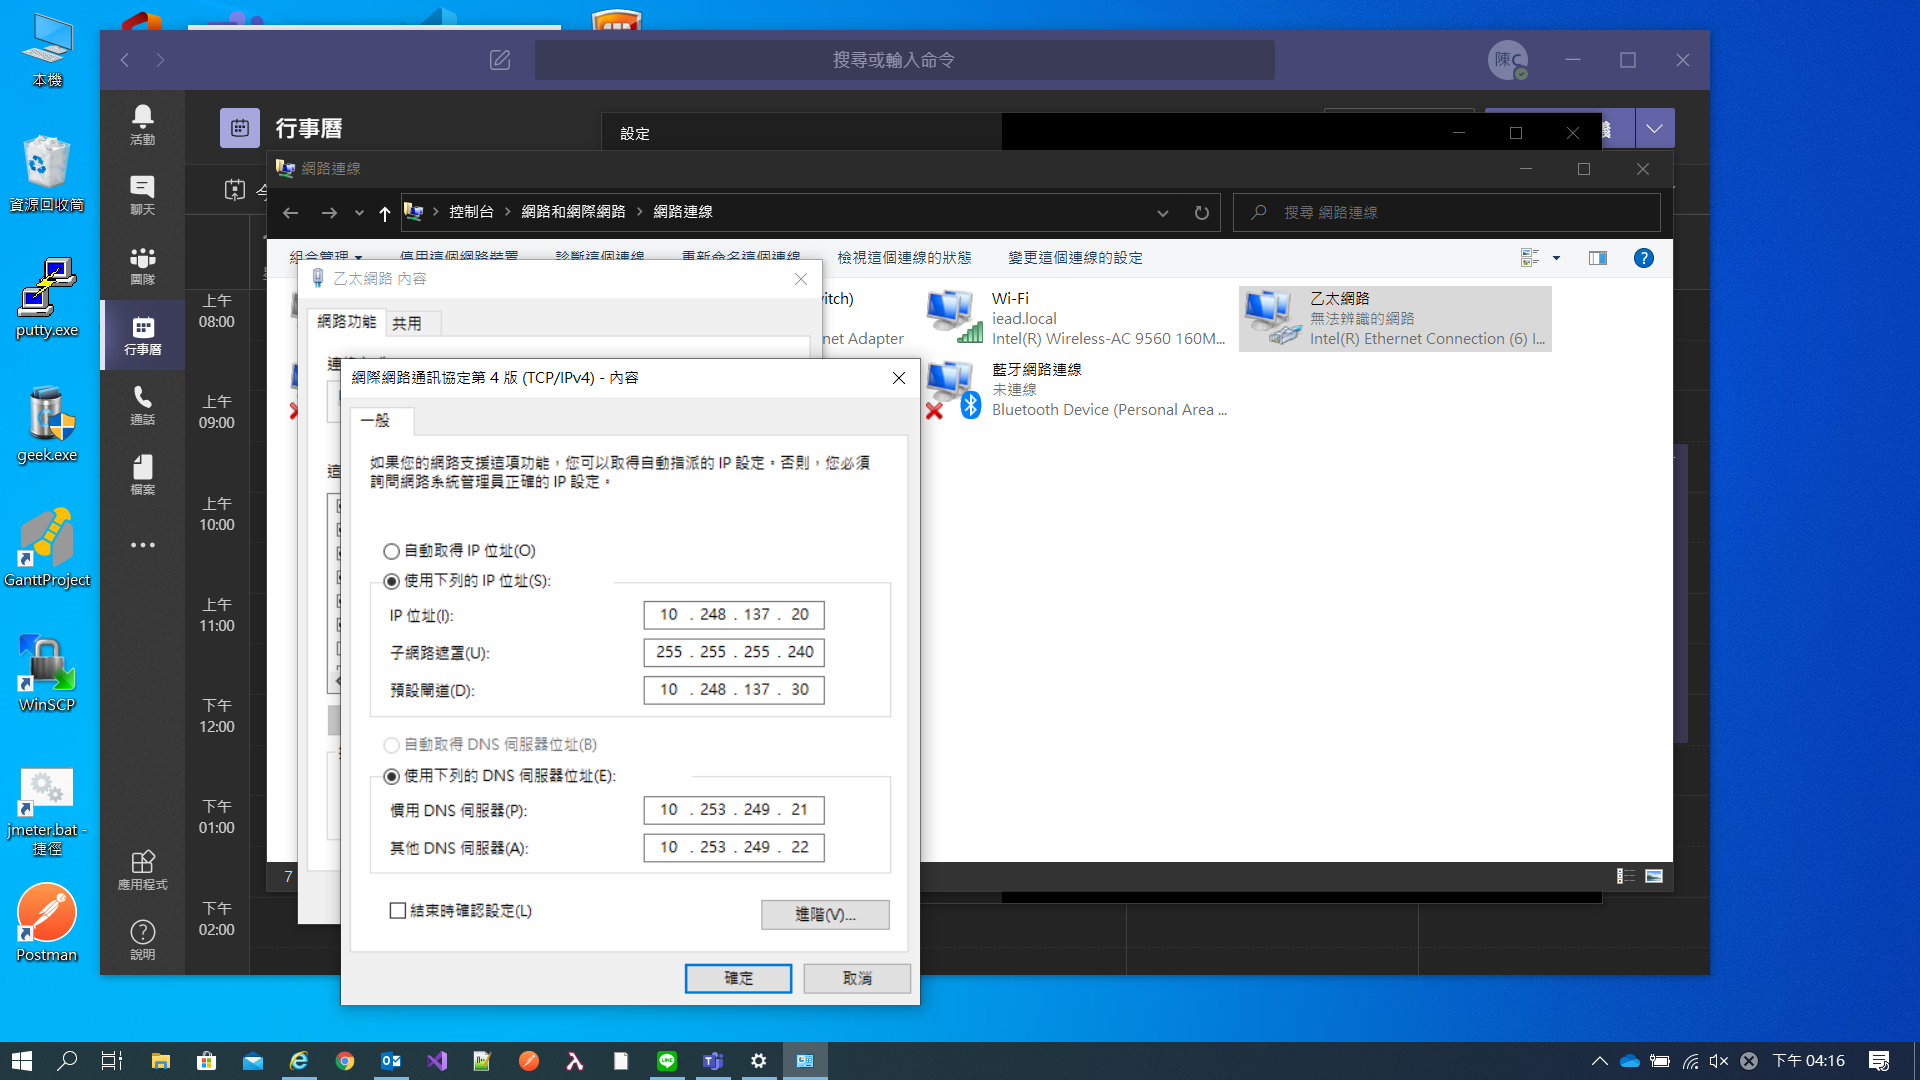 本機
資源回收筒
putty.exe
geek.exe
GanttProject
WinSCP
jmeter.bat -
捷徑
Postman
搜尋或輸入命令
陳C
活動
聊天
團隊
行事曆
通話
檔案
應用程式
說明
行事曆
設定
上午
08:00
上午
09:00
上午
10:00
上午
11:00
下午
12:00
下午
01:00
下午
02:00
網路連線
控制台
網路和網際網路
網路連線
搜尋 網路連線
組合管理
停用這個網路裝置
診斷這個連線
重新命名這個連線
檢視這個連線的狀態
變更這個連線的設定
itch)
net Adapter
Wi-Fi
iead.local
Intel(R) Wireless-AC 9560 160M...
乙太網路
無法辨識的網路
Intel(R) Ethernet Connection (6) I...
藍牙網路連線
未連線
Bluetooth Device (Personal Area ...
7
乙太網路 內容
網路功能
共用
網際網路通訊協定第 4 版 (TCP/IPv4) - 內容
一般
如果您的網路支援這項功能，您可以取得自動指派的 IP 設定。否則，您必須
詢問網路系統管理員正確的 IP 設定。
自動取得 IP 位址(O)
使用下列的 IP 位址(S):
IP 位址(I):
10 . 248 . 137 . 20
子網路遮罩(U):
255 . 255 . 255 . 240
預設閘道(D):
10 . 248 . 137 . 30
自動取得 DNS 伺服器位址(B)
使用下列的 DNS 伺服器位址(E):
慣用 DNS 伺服器(P):
10 . 253 . 249 . 21
其他 DNS 伺服器(A):
10 . 253 . 249 . 22
結束時確認設定(L)
進階(V)...
確定
取消
下午 04:16